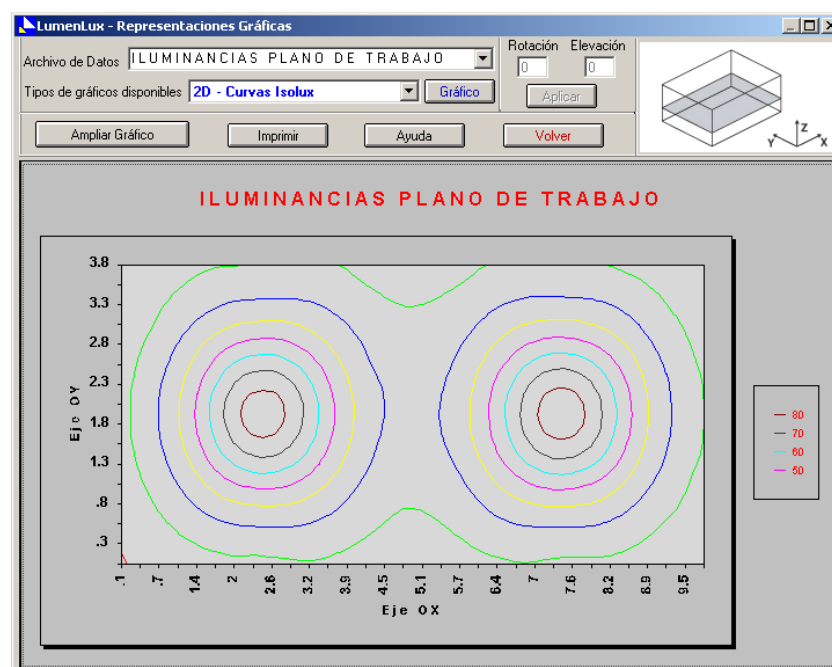 LumenLux - Representaciones Gráficas
Archivo de Datos ILUMINANCIAS PLANO DE TRABAJO
Rotación Elevación
0 0
Tipos de gráficos disponibles 2D - Curvas Isolux Gráfico
Aplicar
Ampliar Gráfico Imprimir Ayuda Volver
Z
Y X
ILUMINANCIAS PLANO DE TRABAJO
3.8
3.3
2.8
2.3
1.8
1.3
.8
.3
Eje OY
.1 .7 1.4 2 2.6 3.2 3.9 4.5 5.1 5.7 6.4 7 7.6 8.2 8.9 9.5
Eje OX
80
70
60
50